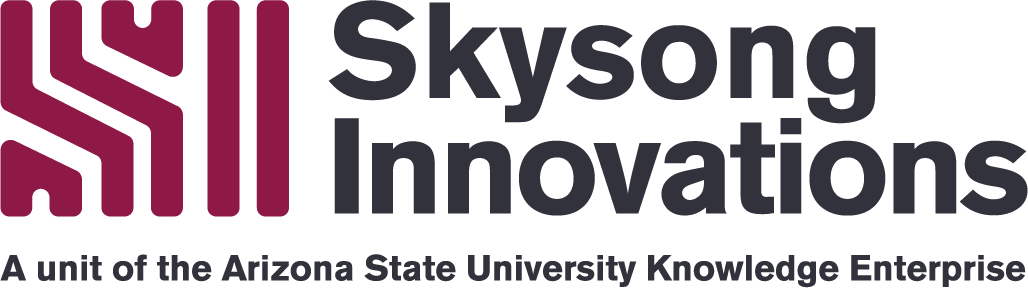 Skysong
Innovations
A unit of the Arizona State University Knowledge Enterprise